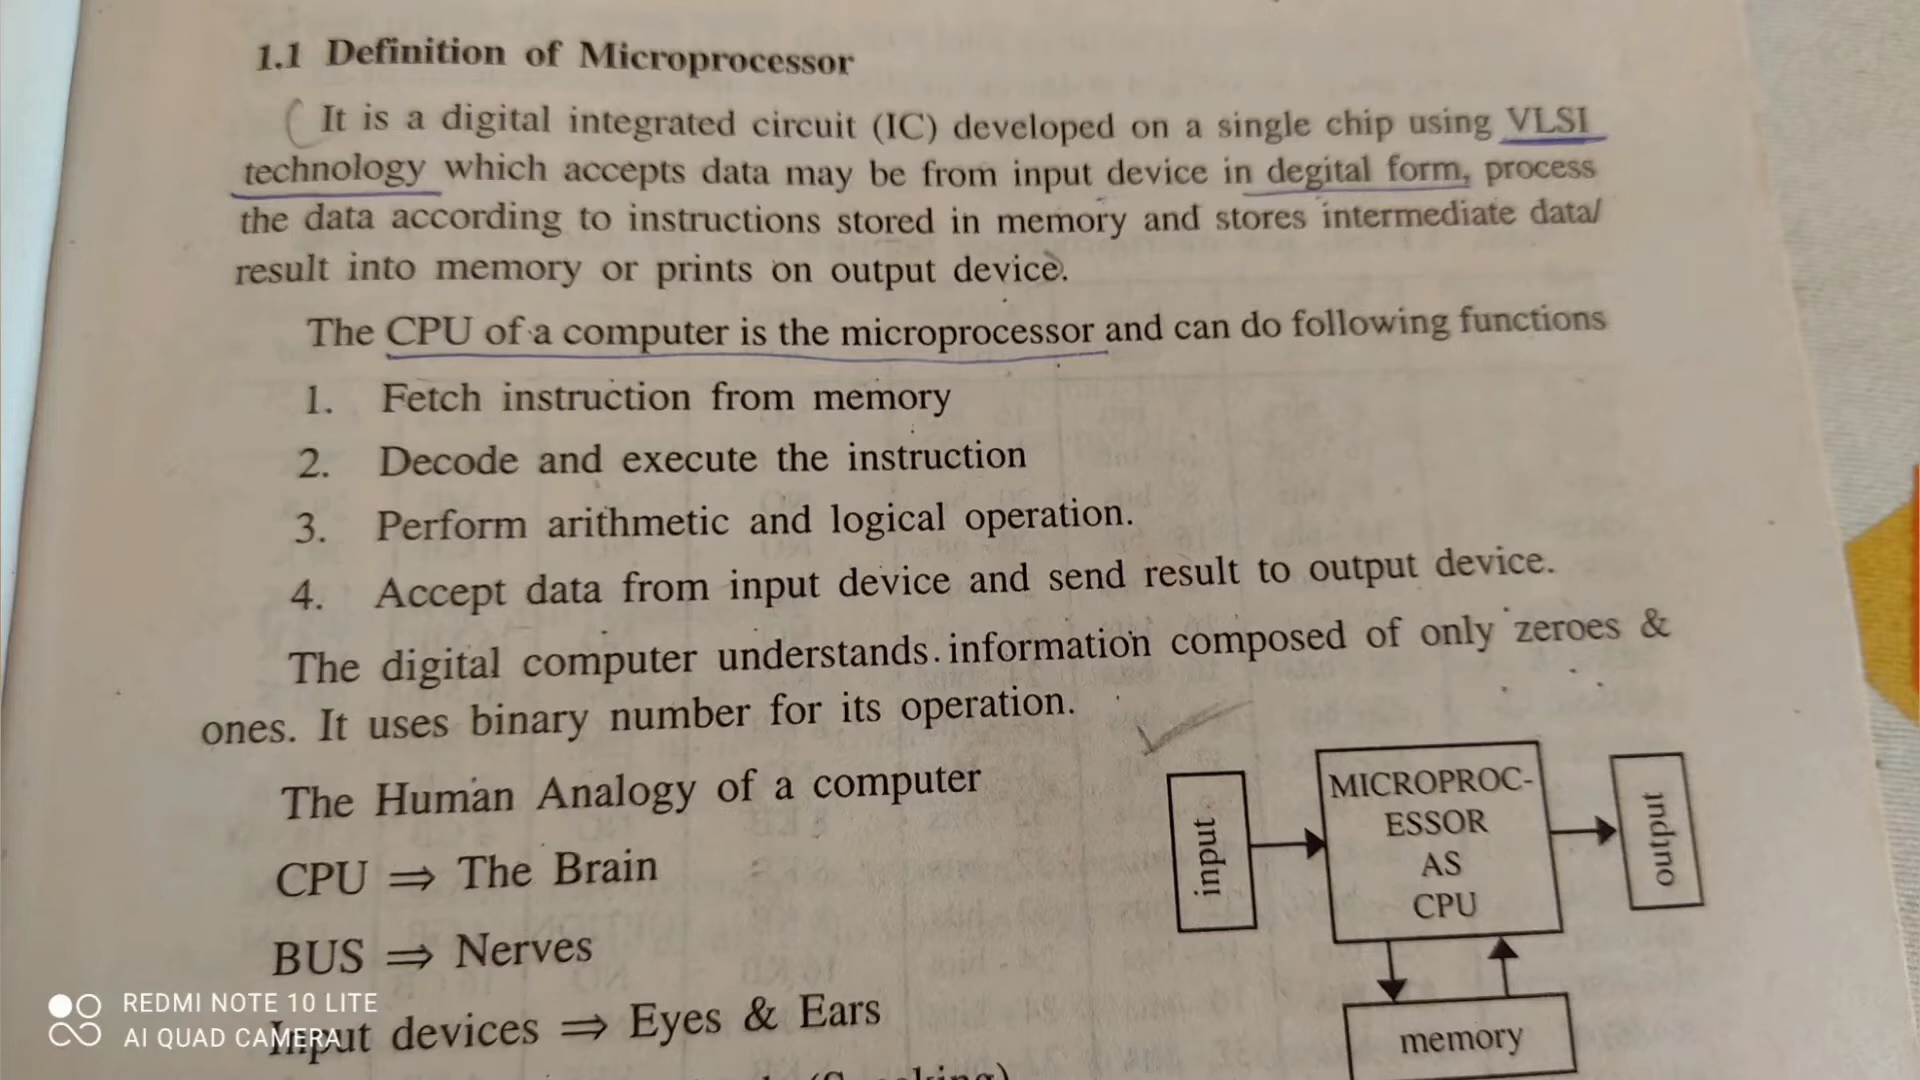 1.1 Definition of Microprocessor
It is a digital integrated circuit (IC) developed on a single chip using VLSI
technology which accepts data may be from input device in degital form, process
the data according to instructions stored in memory and stores intermediate data/
result into memory or prints on output device.
The CPU of a computer is the microprocessor and can do following functions
1. Fetch instruction from memory
2. Decode and execute the instruction
3. Perform arithmetic and logical operation.
4. Accept data from input device and send result to output device.
The digital computer understands information composed of only zeroes &
ones. It uses binary number for its operation.
The Human Analogy of a computer
CPU ⇒ The Brain
BUS ⇒ Nerves
Input devices ⇒ Eyes & Ears
input
MICROPROC-
ESSOR
AS
CPU
output
memory
REDMI NOTE 10 LITE
AI QUAD CAMERA